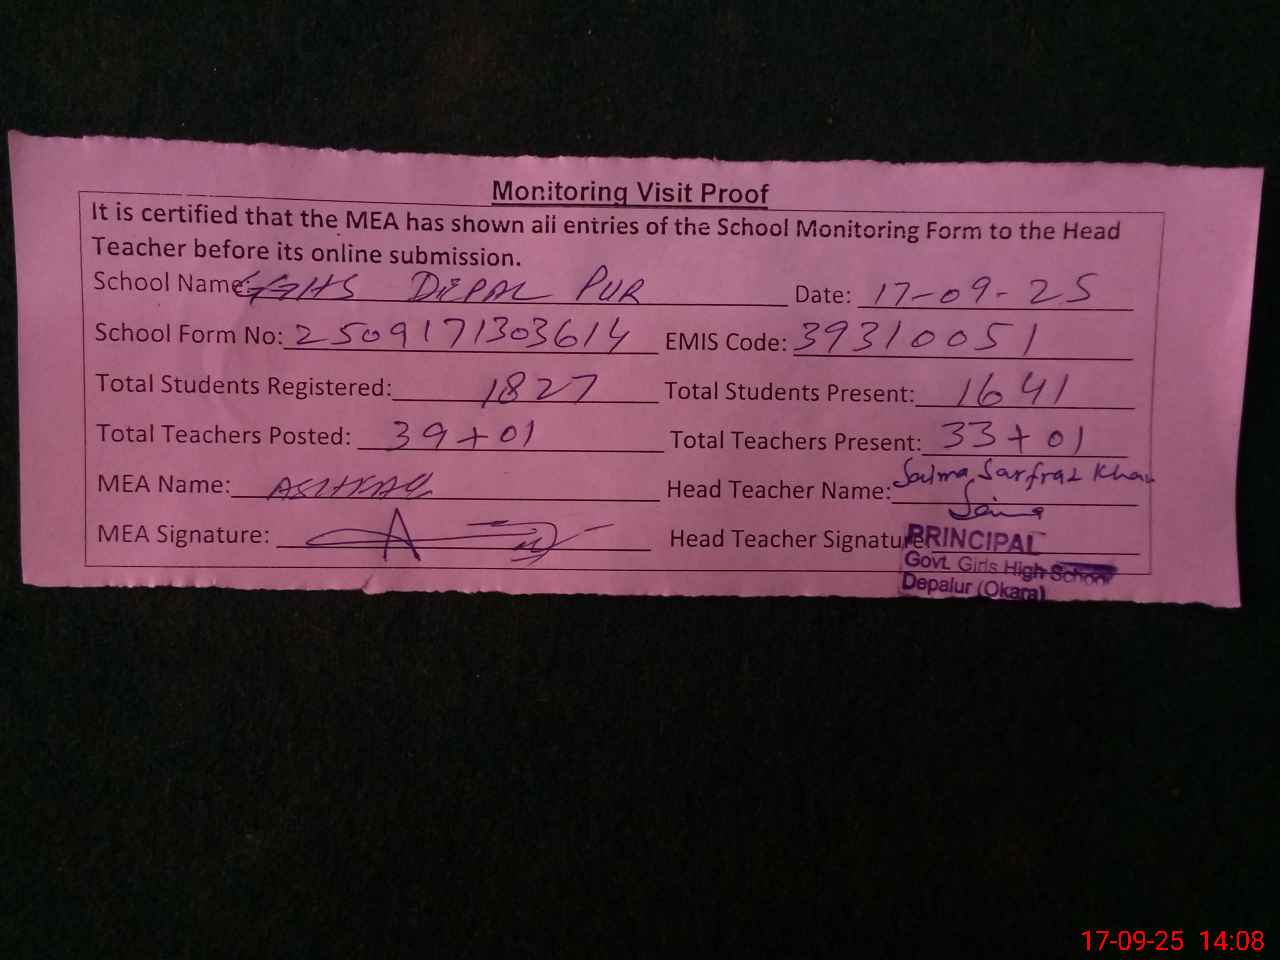 Monitoring Visit Proof
It is certified that the MEA has shown all entries of the School Monitoring Form to the Head
Teacher before its online submission.
School Name: GGHS DEPAL PUR Date: 17-09-25
School Form No: 2509171303614 EMIS Code: 39310051
Total Students Registered: 1827 Total Students Present: 1641
Total Teachers Posted: 39+01 Total Teachers Present: 33+01
MEA Name: ASHFAQ Head Teacher Name: Salma Sarfraz Khan
MEA Signature: Head Teacher Signature
PRINCIPAL
Govt. Girls High School
Depalur (Okara)
17-09-25 14:08